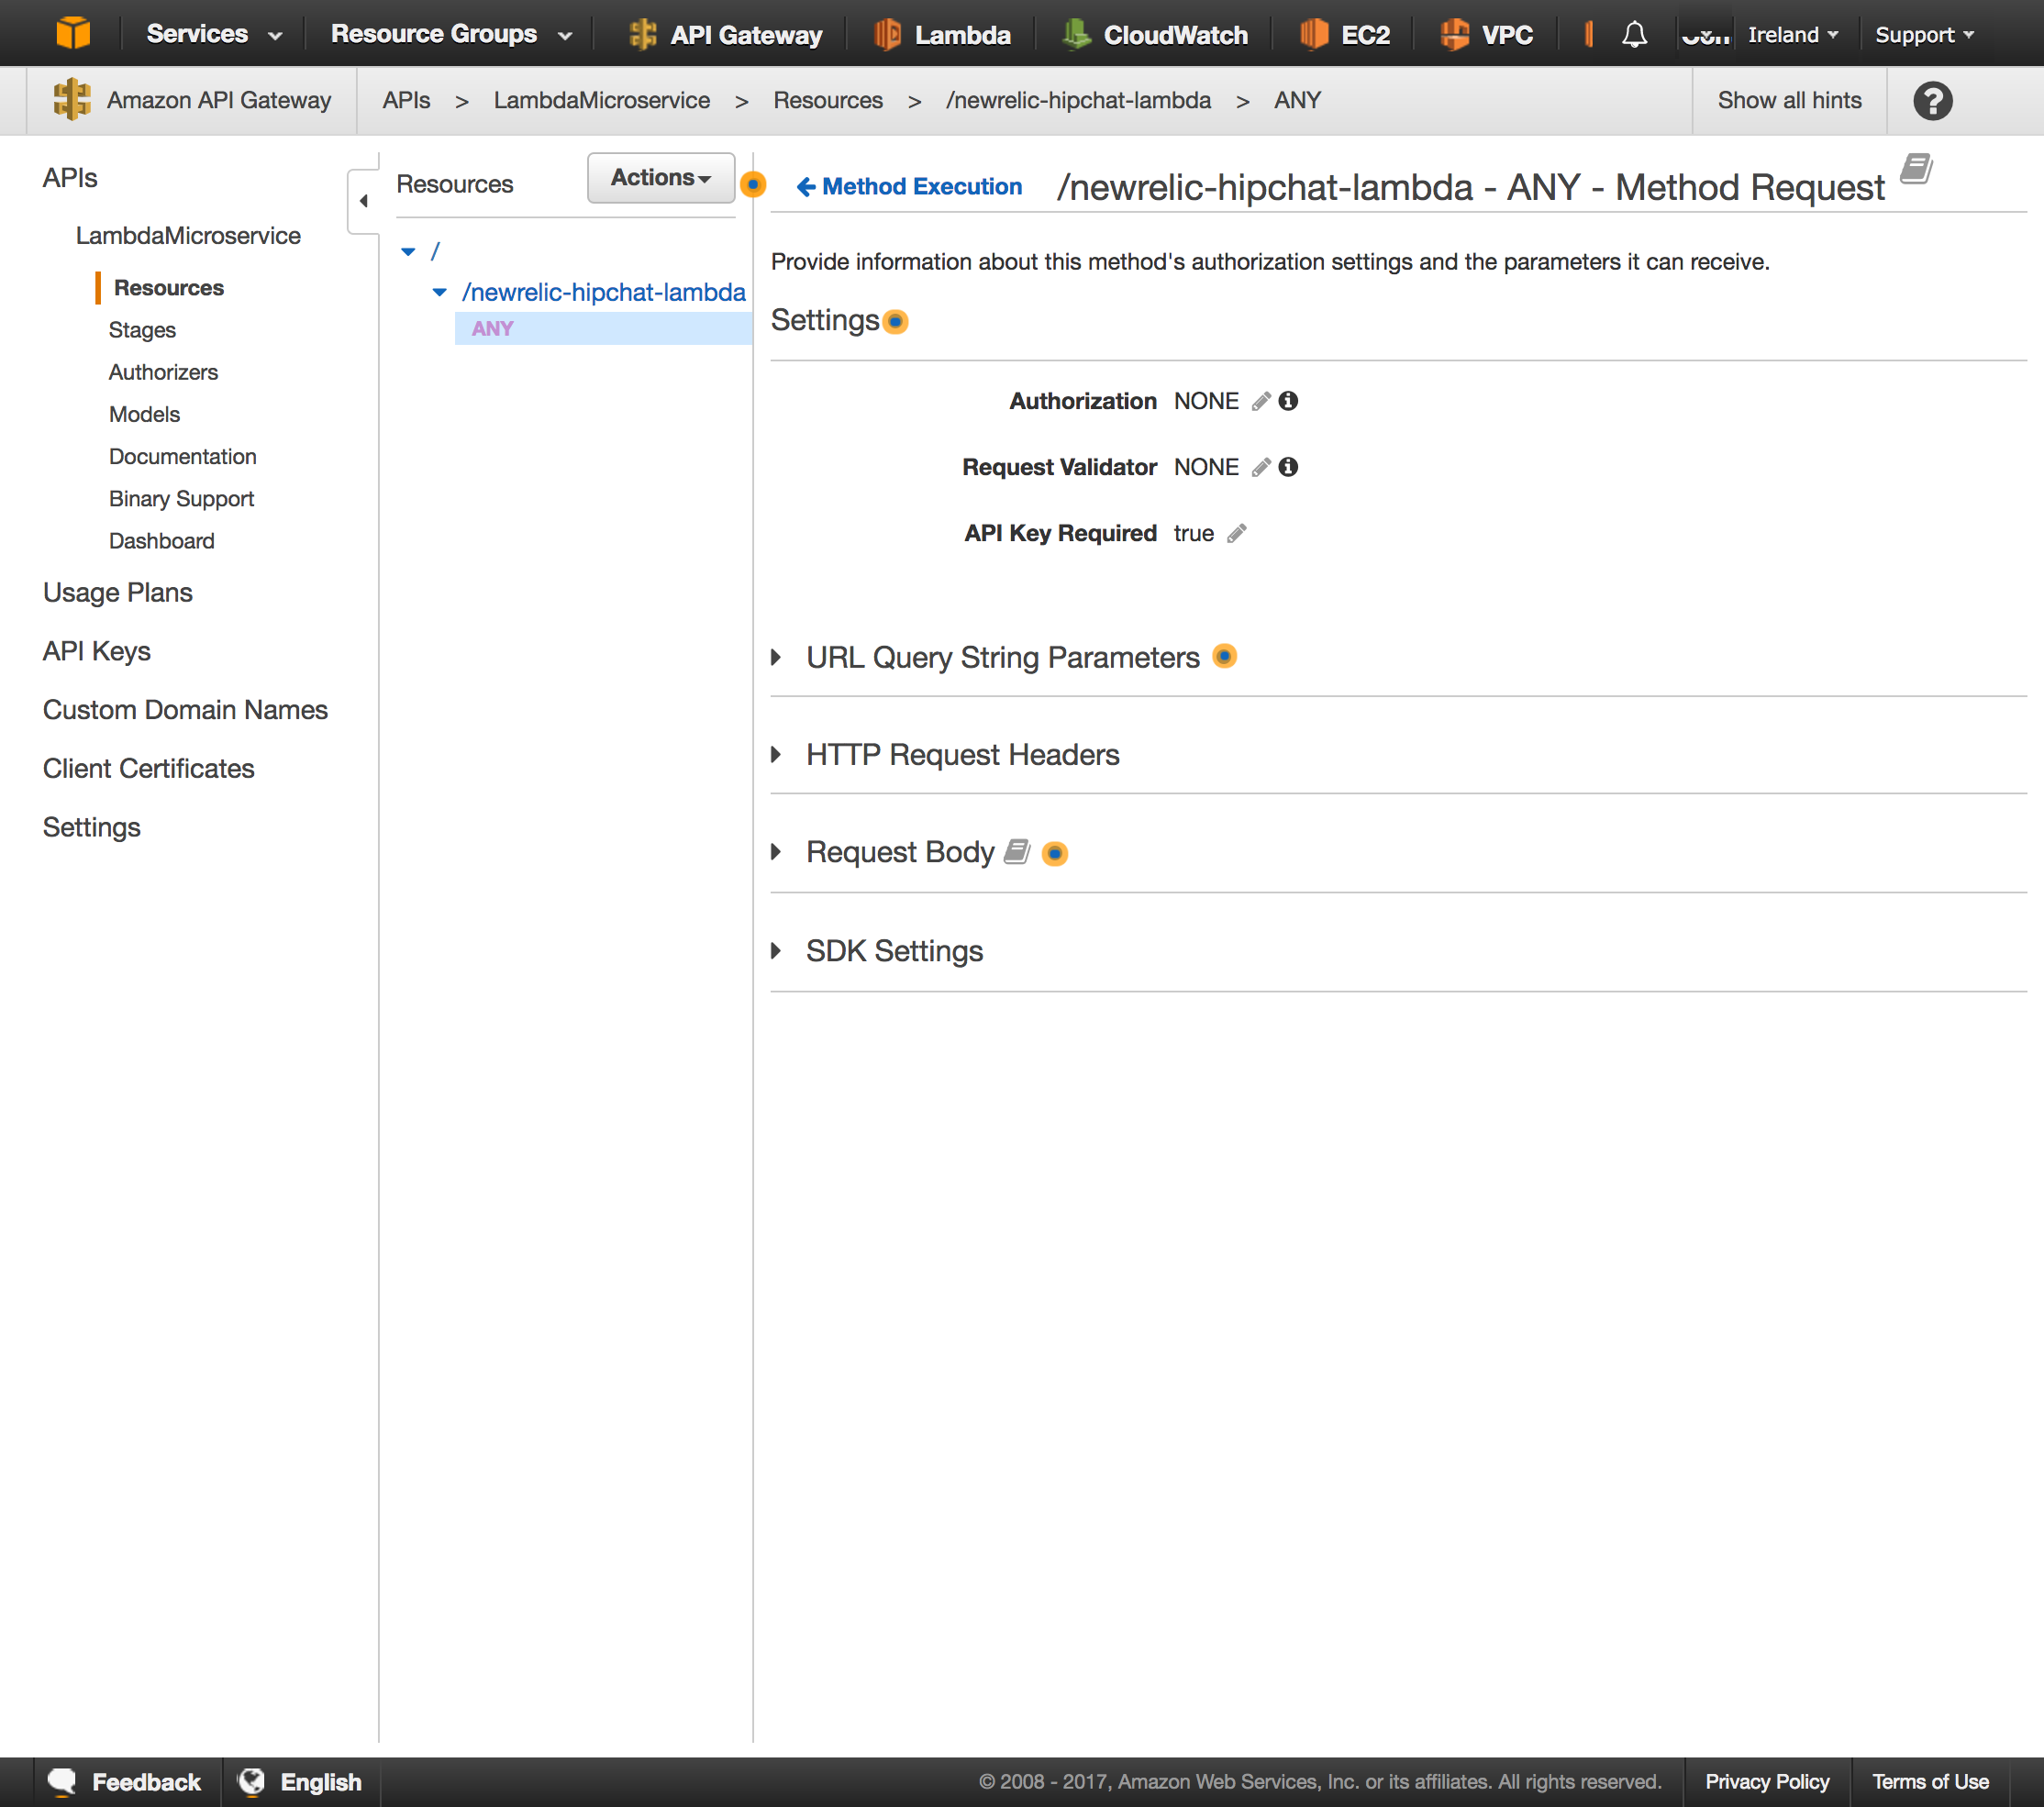 Services Resource Groups API Gateway Lambda CloudWatch EC2 VPC Ireland Support
Amazon API Gateway APIs > LambdaMicroservice > Resources > /newrelic-hipchat-lambda > ANY Show all hints ?
APIs
LambdaMicroservice
Resources
Stages
Authorizers
Models
Documentation
Binary Support
Dashboard
Usage Plans
API Keys
Custom Domain Names
Client Certificates
Settings
Resources Actions
/
/newrelic-hipchat-lambda
ANY
Method Execution /newrelic-hipchat-lambda - ANY - Method Request
Provide information about this method's authorization settings and the parameters it can receive.
Settings
Authorization NONE
Request Validator NONE
API Key Required true
URL Query String Parameters
HTTP Request Headers
Request Body
SDK Settings
Feedback English © 2008 - 2017, Amazon Web Services, Inc. or its affiliates. All rights reserved. Privacy Policy Terms of Use